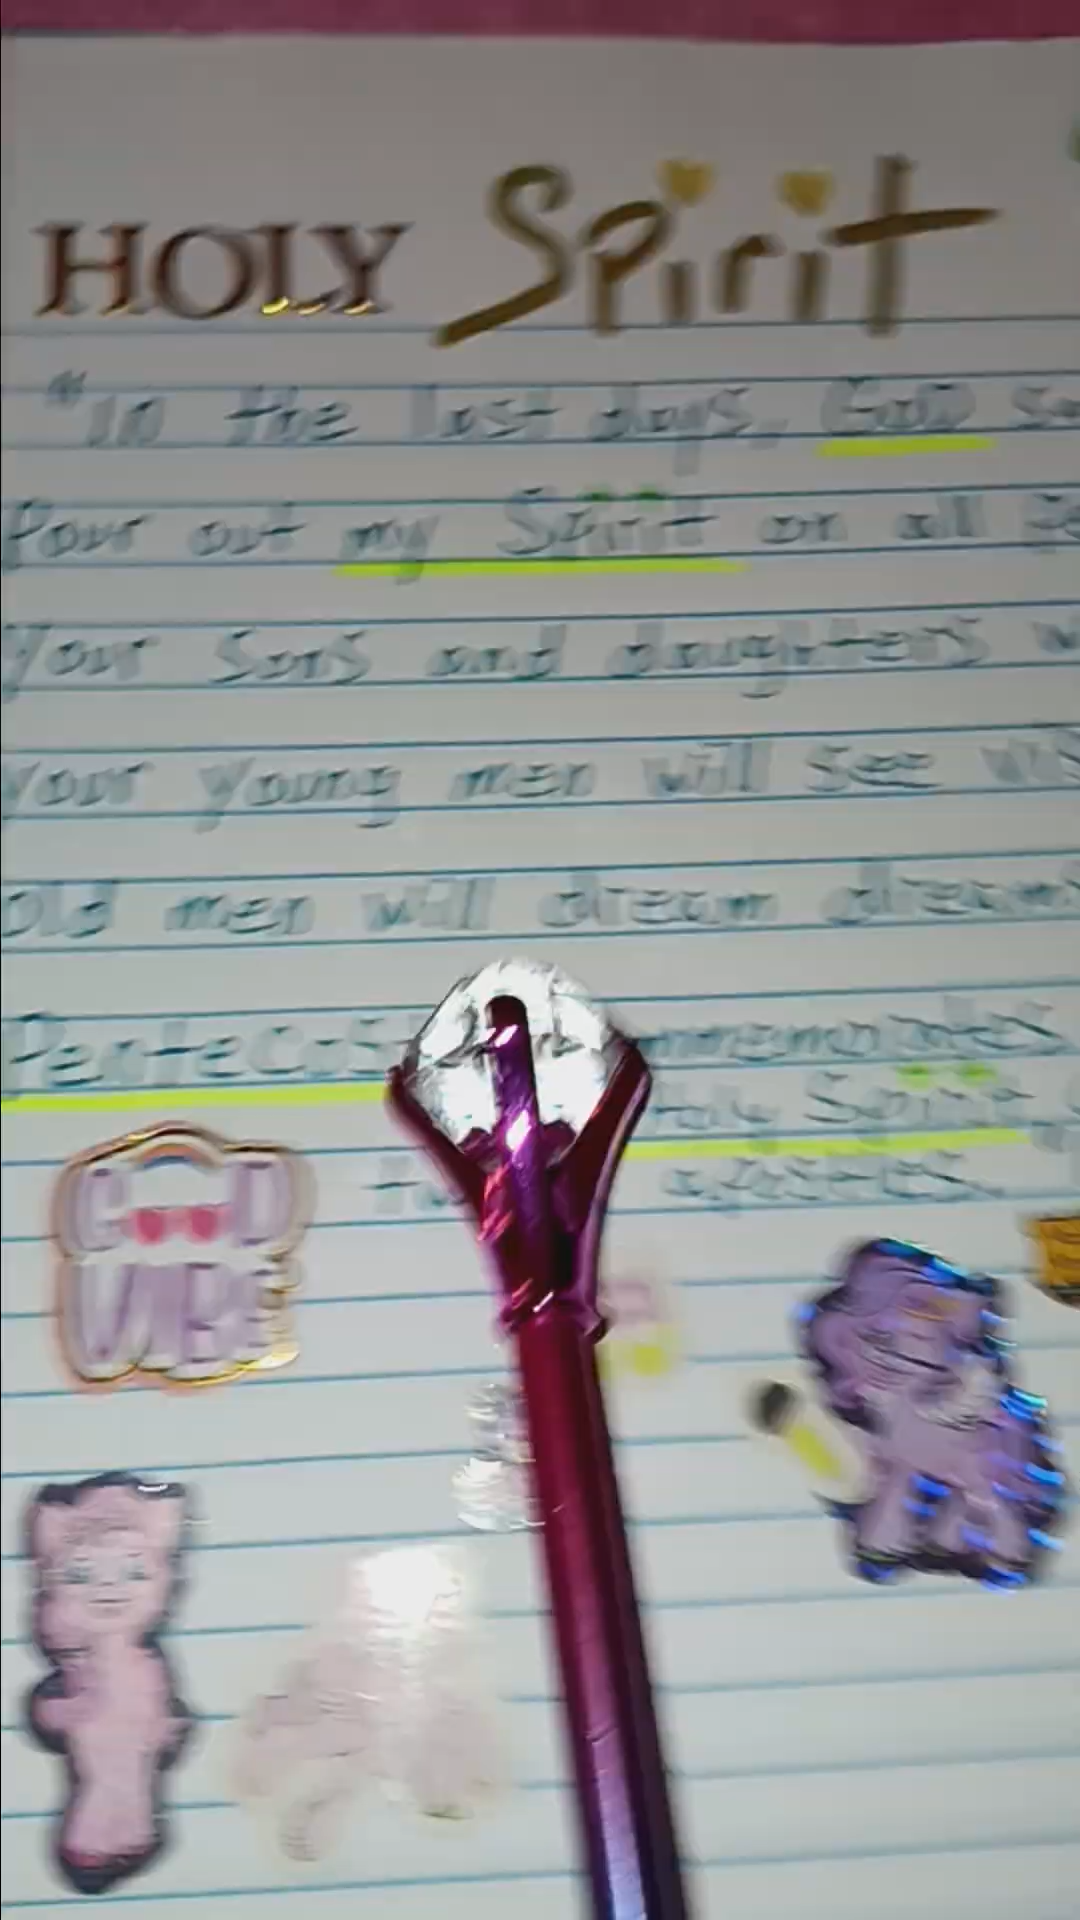 HOLY Spirit
"in the last days, GOD
Pour out my Spirit on all
Your Sons and daughters
Your young men will see
old men will dream dreams
Pentecost
Holy Spirit
apostles.
GOOD
VIBE